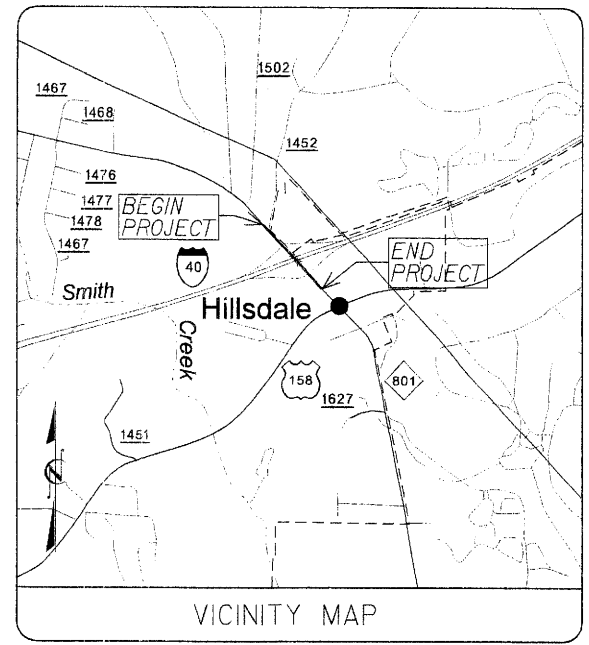 1467
1468
1502
1452
1476
1477
1478
1467
BEGIN
PROJECT
40
END
PROJECT
Smith
Creek
Hillsdale
158
801
1627
1451
VICINITY MAP